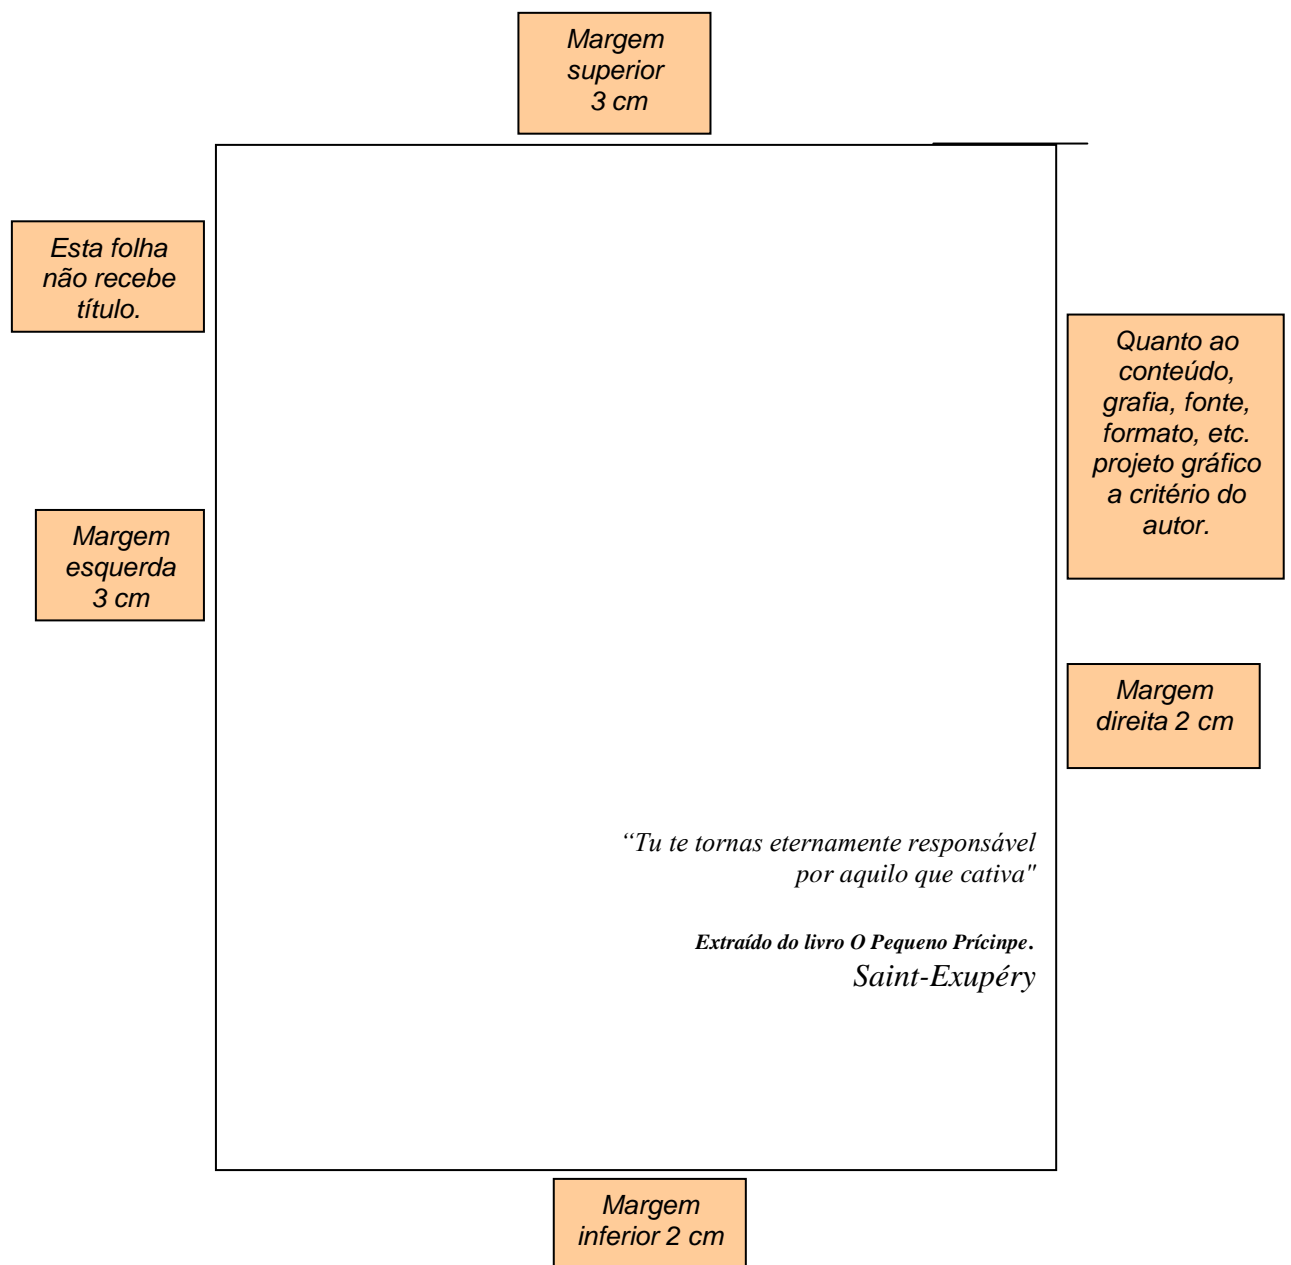 Margem
superior
3 cm
Esta folha
não recebe
título.
Quanto ao
conteúdo,
grafia, fonte,
formato, etc.
projeto gráfico
a critério do
autor.
Margem
esquerda
3 cm
Margem
direita 2 cm
“Tu te tornas eternamente responsável
por aquilo que cativa"
Extraído do livro O Pequeno Prícinpe.
Saint-Exupéry
Margem
inferior 2 cm